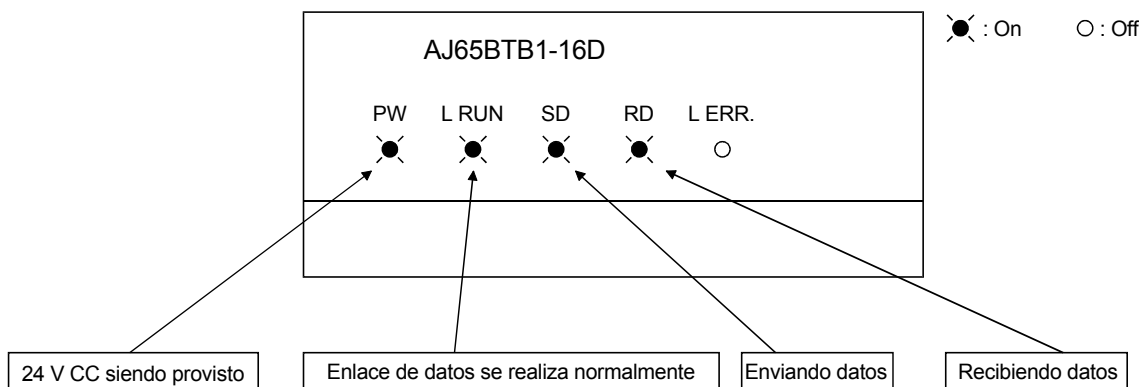 : On
: Off
AJ65BTB1-16D
PW L RUN SD RD L ERR.
24 V CC siendo provisto
Enlace de datos se realiza normalmente
Enviando datos
Recibiendo datos